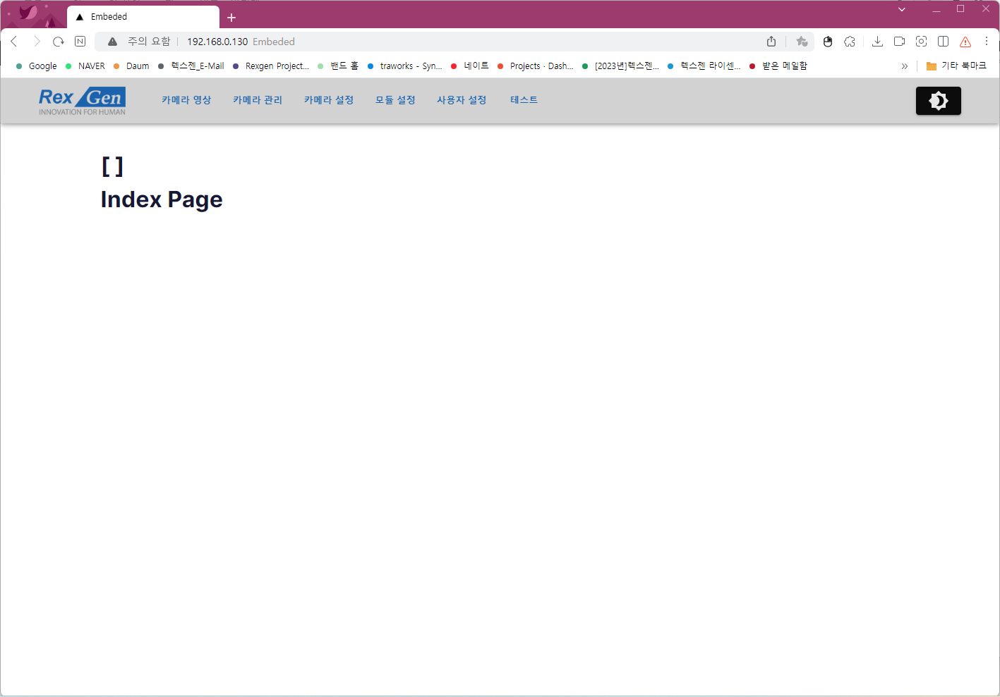 Embeded
주의 요함 192.168.0.130 Embeded
Google NAVER Daum 렉스젠_E-Mail Rexgen Project... 밴드 홈 traworks - Syn... 네이트 Projects · Dash... [2023년]렉스젠... 렉스젠 라이센... 받은 메일함 » 기타 북마크
Rex Gen
INNOVATION FOR HUMAN
카메라 영상 카메라 관리 카메라 설정 모듈 설정 사용자 설정 테스트
[ ]
Index Page